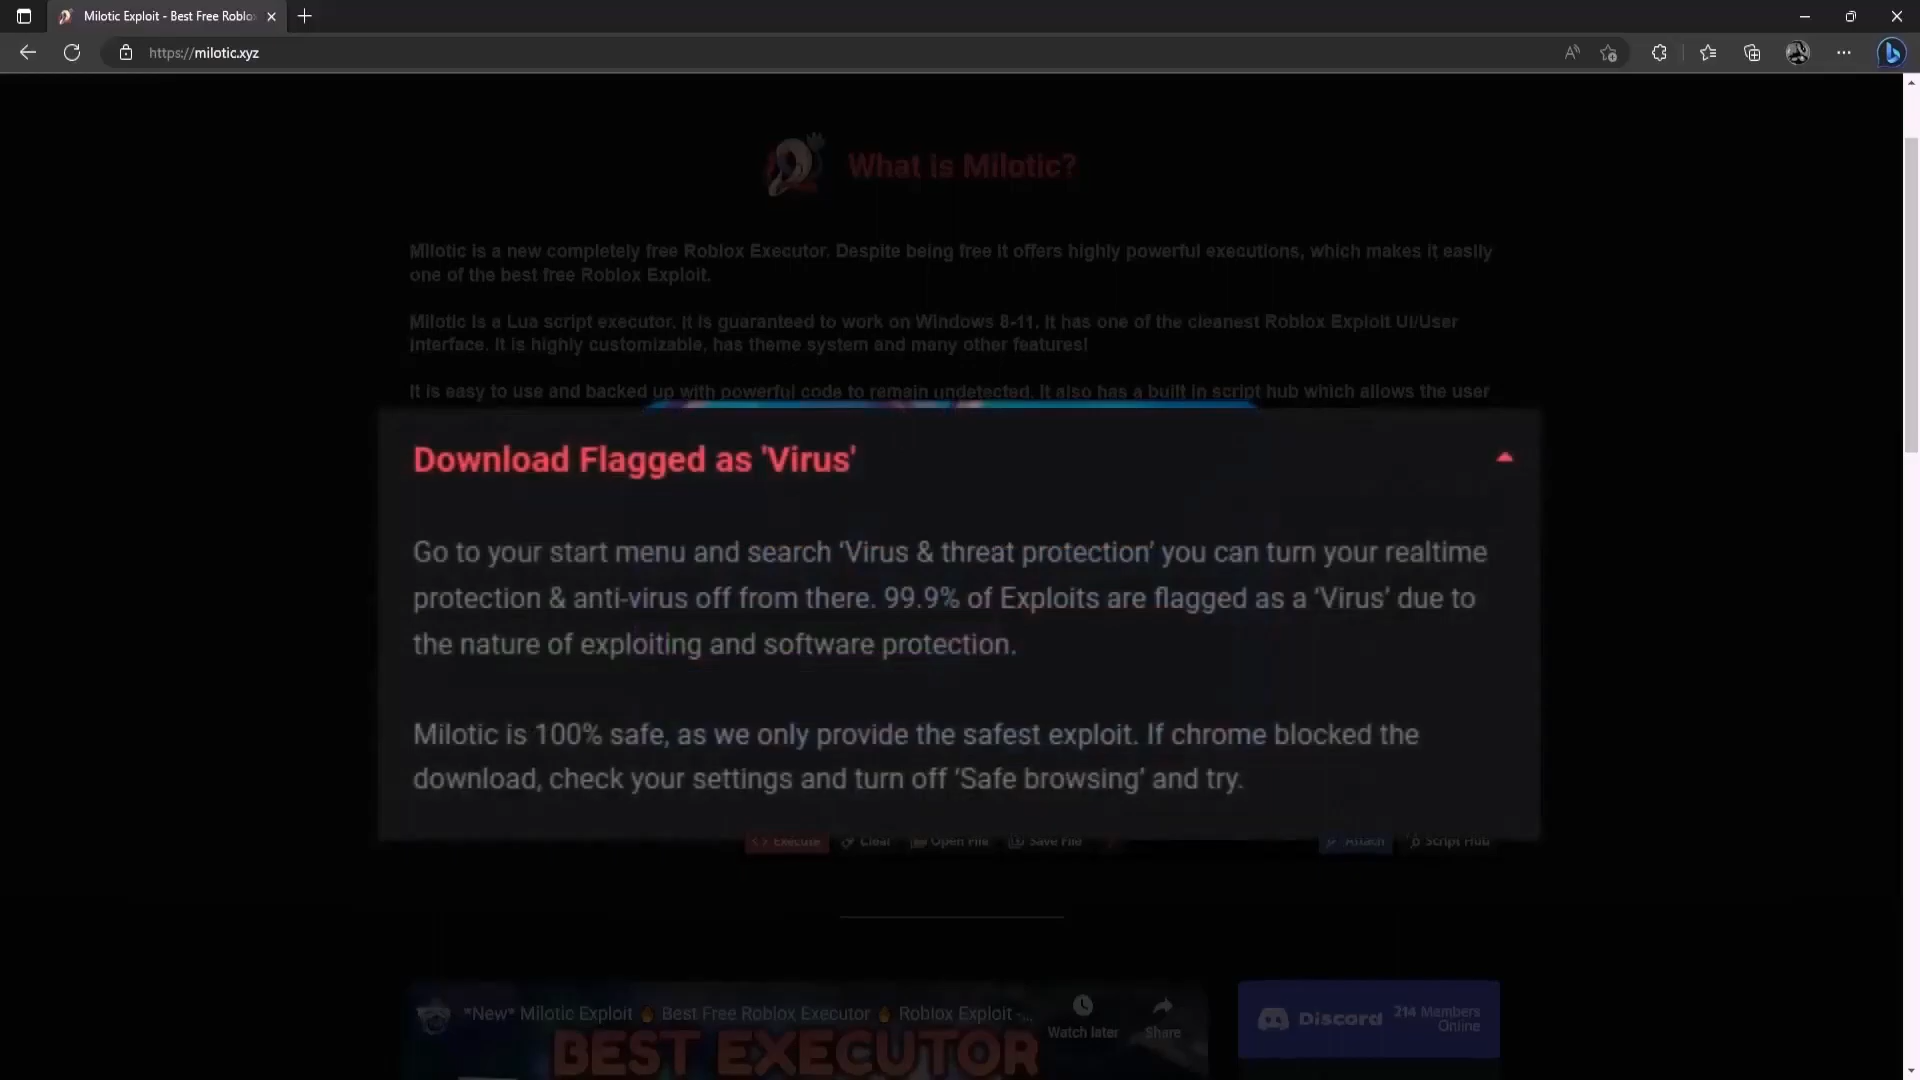 Milotic Exploit - Best Free Roblox
https://milotic.xyz
What is Milotic?
Milotic is a new completely free Roblox Executor. Despite being free it offers highly powerful executions, which makes it easily
one of the best free Roblox Exploit.
Milotic is a Lua script executor, it is guaranteed to work on Windows 8-11. It has one of the cleanest Roblox Exploit UI/User
Interface. It is highly customizable, has theme system and many other features!
It is easy to use and backed up with powerful code to remain undetected. It also has a built in script hub which allows the user
Download Flagged as 'Virus'
Go to your start menu and search ‘Virus & threat protection’ you can turn your realtime
protection & anti-virus off from there. 99.9% of Exploits are flagged as a ‘Virus’ due to
the nature of exploiting and software protection.
Milotic is 100% safe, as we only provide the safest exploit. If chrome blocked the
download, check your settings and turn off ‘Safe browsing’ and try.
Execute Clear Open File Save File Attach Script Hub
*New* Milotic Exploit 🔥 Best Free Roblox Executor 🔥 Roblox Exploit -...
Watch later
Share
BEST EXECUTOR
Discord
214 Members
Online